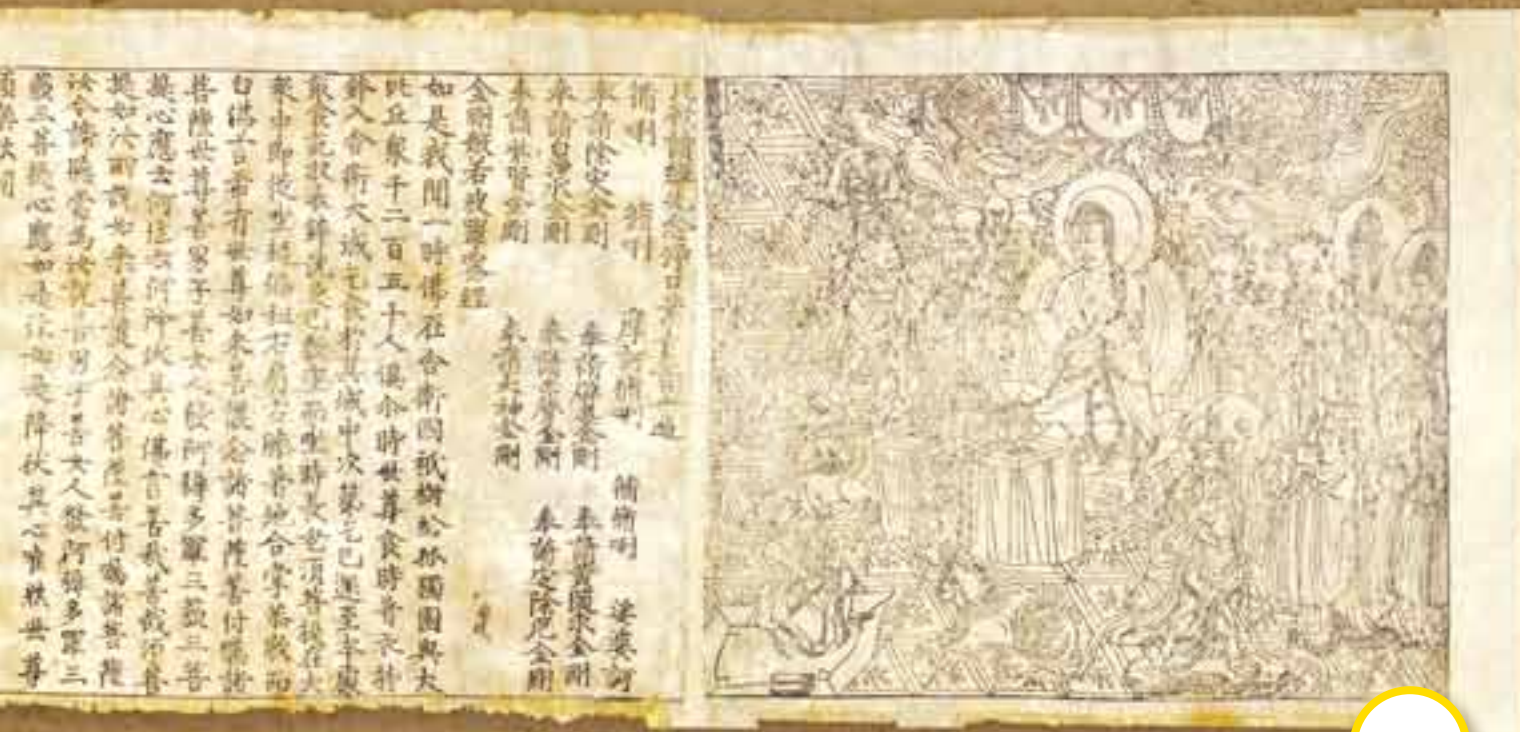 脩唎 脩唎 摩訶脩唎 脩脩唎 娑婆訶
奉請除災金剛 奉請辟毒金剛 奉請黃隨求金剛
奉請白淨水金剛 奉請赤聲金剛 奉請定除厄金剛
奉請紫賢金剛 奉請大神金剛
金剛般若波羅蜜經
如是我聞一時佛在舍衛國祇樹給孤獨園與大
比丘眾千二百五十人俱尒時世尊食時著衣持
鉢入舍衛大城乞食於其城中次第乞已還至本處
飯食訖收衣鉢洗足已敷座而坐時長老須菩提在大
眾中即從坐起偏袒右肩右膝著地合掌恭敬而
白佛言希有世尊如來善護念諸菩薩善付囑諸
菩薩世尊善男子善女人發阿耨多羅三藐三菩
提心應云何住云何降伏其心佛言善哉善哉須菩
提如汝所說如來善護念諸菩薩善付囑諸菩薩
汝今諦聽當為汝說善男子善女人發阿耨多羅三
藐三菩提心應如是住如是降伏其心唯然世尊